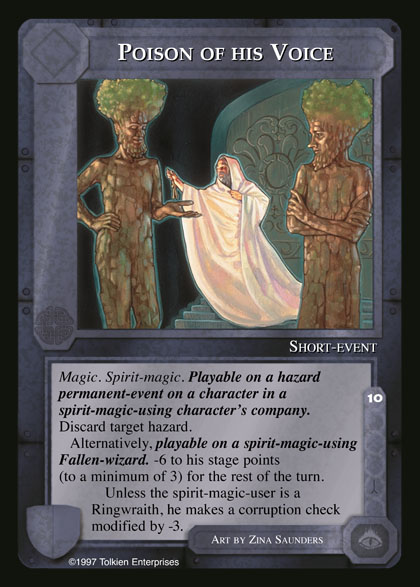 Poison of his Voice
Short-event
Magic. Spirit-magic. Playable on a hazard
permanent-event on a character in a
spirit-magic-using character's company.
Discard target hazard.
Alternatively, playable on a spirit-magic-using
Fallen-wizard. -6 to his stage points
(to a minimum of 3) for the rest of the turn.
Unless the spirit-magic-user is a
Ringwraith, he makes a corruption check
modified by -3.
10
Art by Zina Saunders
©1997 Tolkien Enterprises